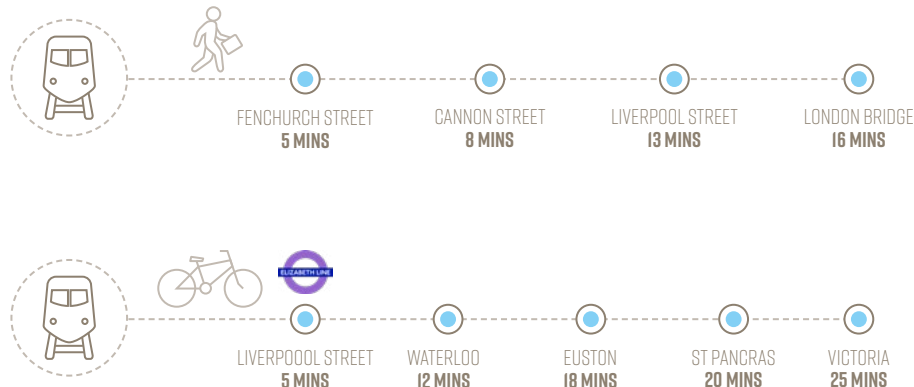 FENCHURCH STREET
5 MINS
CANNON STREET
8 MINS
LIVERPOOL STREET
13 MINS
LONDON BRIDGE
16 MINS
ELIZABETH LINE
LIVERPOOOL STREET
5 MINS
WATERLOO
12 MINS
EUSTON
18 MINS
ST PANCRAS
20 MINS
VICTORIA
25 MINS